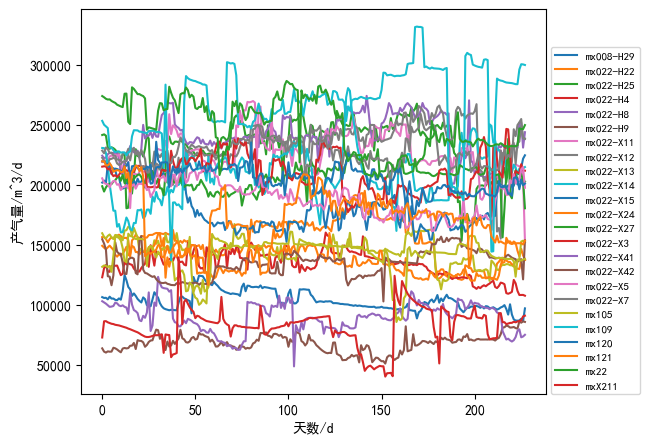 产气量/m^3/d
300000
250000
200000
150000
100000
50000
0
50
100
150
200
天数/d
mx008-H29
mx022-H22
mx022-H25
mx022-H4
mx022-H8
mx022-H9
mx022-X11
mx022-X12
mx022-X13
mx022-X14
mx022-X15
mx022-X24
mx022-X27
mx022-X3
mx022-X41
mx022-X42
mx022-X5
mx022-X7
mx105
mx109
mx120
mx121
mx22
mxX211